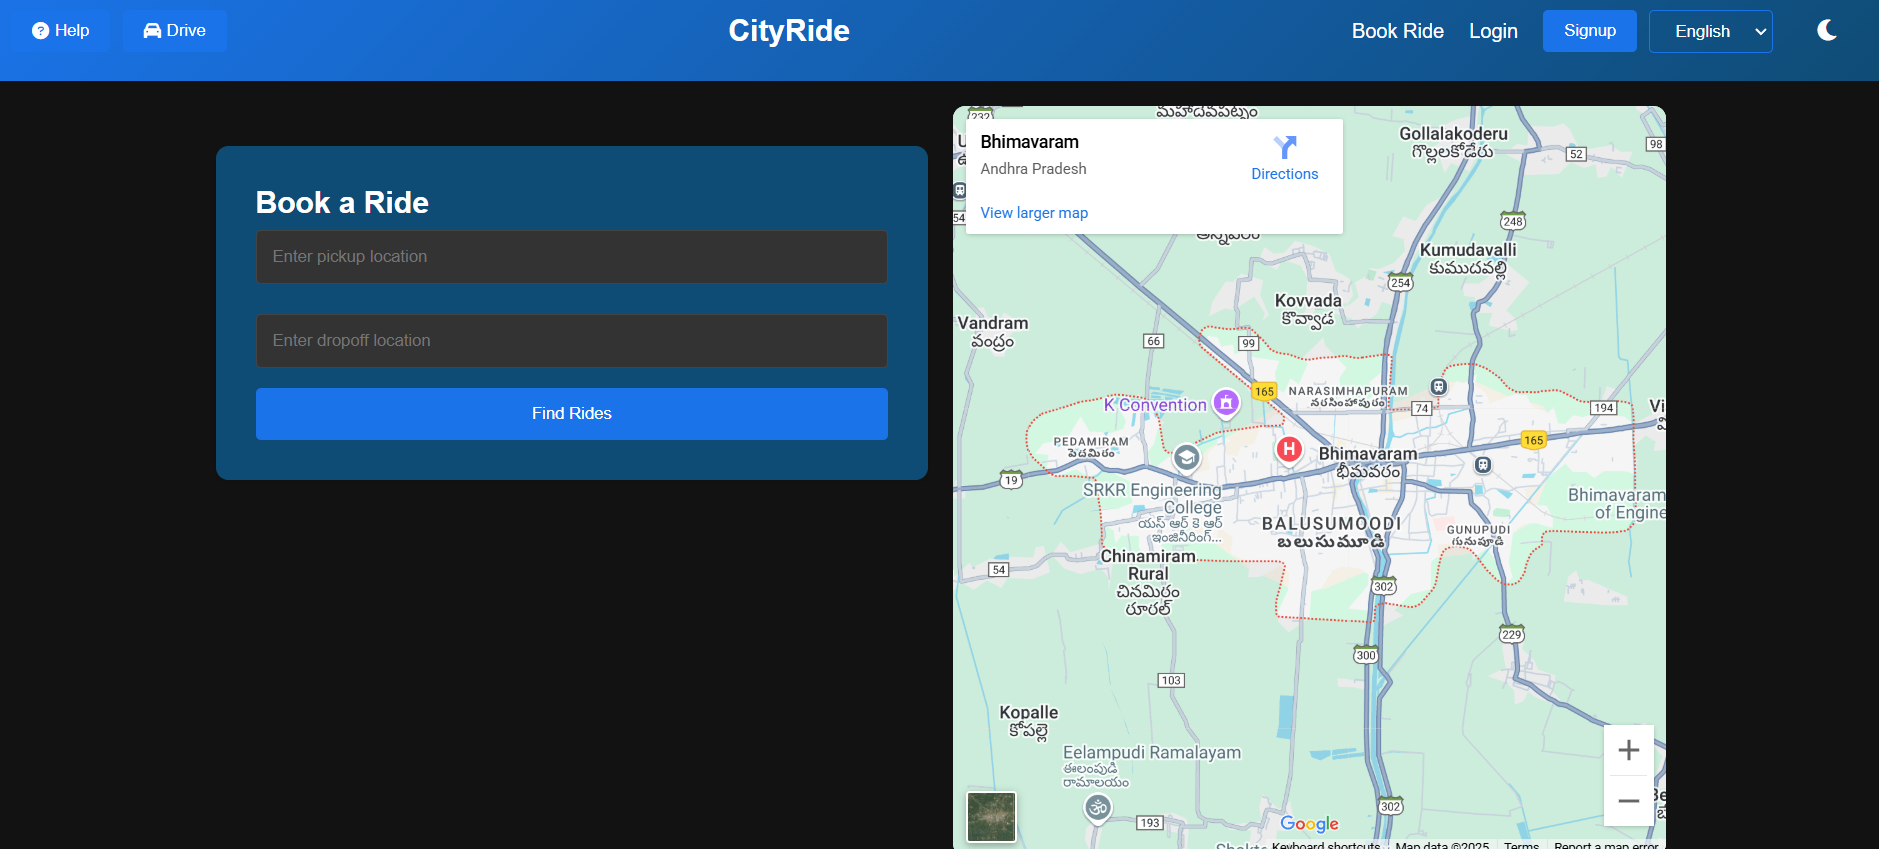 Help
Drive
CityRide
Book Ride
Login
Signup
English
Book a Ride
Enter pickup location
Enter dropoff location
Find Rides
Bhimavaram
Andhra Pradesh
Directions
View larger map
232
మహాదేవపట్నం
Gollalakoderu
గొల్లలకోడేరు
52
98
54
248
Kumudavalli
కుముదవల్లి
254
Kovvada
కొవ్వాడ
Vandram
వంద్రం
66
99
165
NARASIMHAPURAM
నరసింహాపురం
74
194
K Convention
165
PEDAMIRAM
పెదమిరం
Bhimavaram
భీమవరం
19
SRKR Engineering
College
యస్ ఆర్ కె ఆర్
ఇంజినీరింగ్...
Bhimavaram
of Engine
BALUSUMOODI
బలుసుమూడి
GUNUPUDI
గునుపూడి
Chinamiram
Rural
చినమిరం
రూరల్
54
302
229
300
103
Kopalle
కోపల్లె
Eelampudi Ramalayam
ఈలంపుడి
రామాలయం
302
193
Google
Keyboard shortcuts
Map data ©2025
Terms
Report a map error